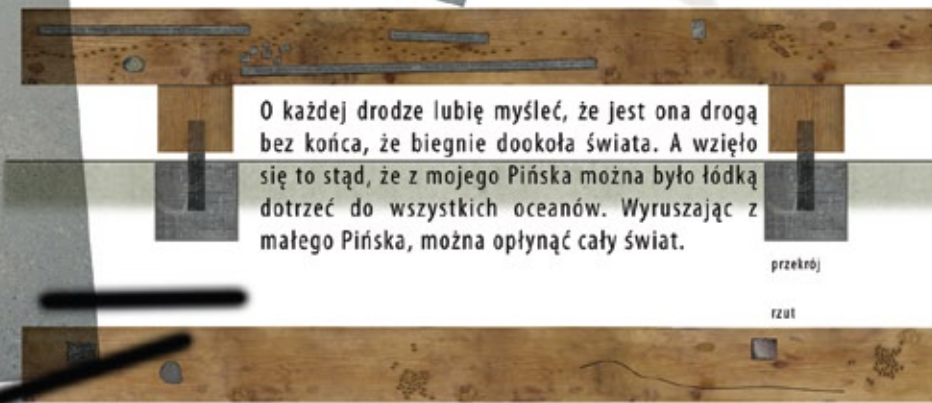 O każdej drodze lubię myśleć, że jest ona drogą
bez końca, że biegnie dookoła świata. A wzięło
się to stąd, że z mojego Pińska można było łódką
dotrzeć do wszystkich oceanów. Wyruszając z
małego Pińska, można opłynąć cały świat.
przekrój
rzut